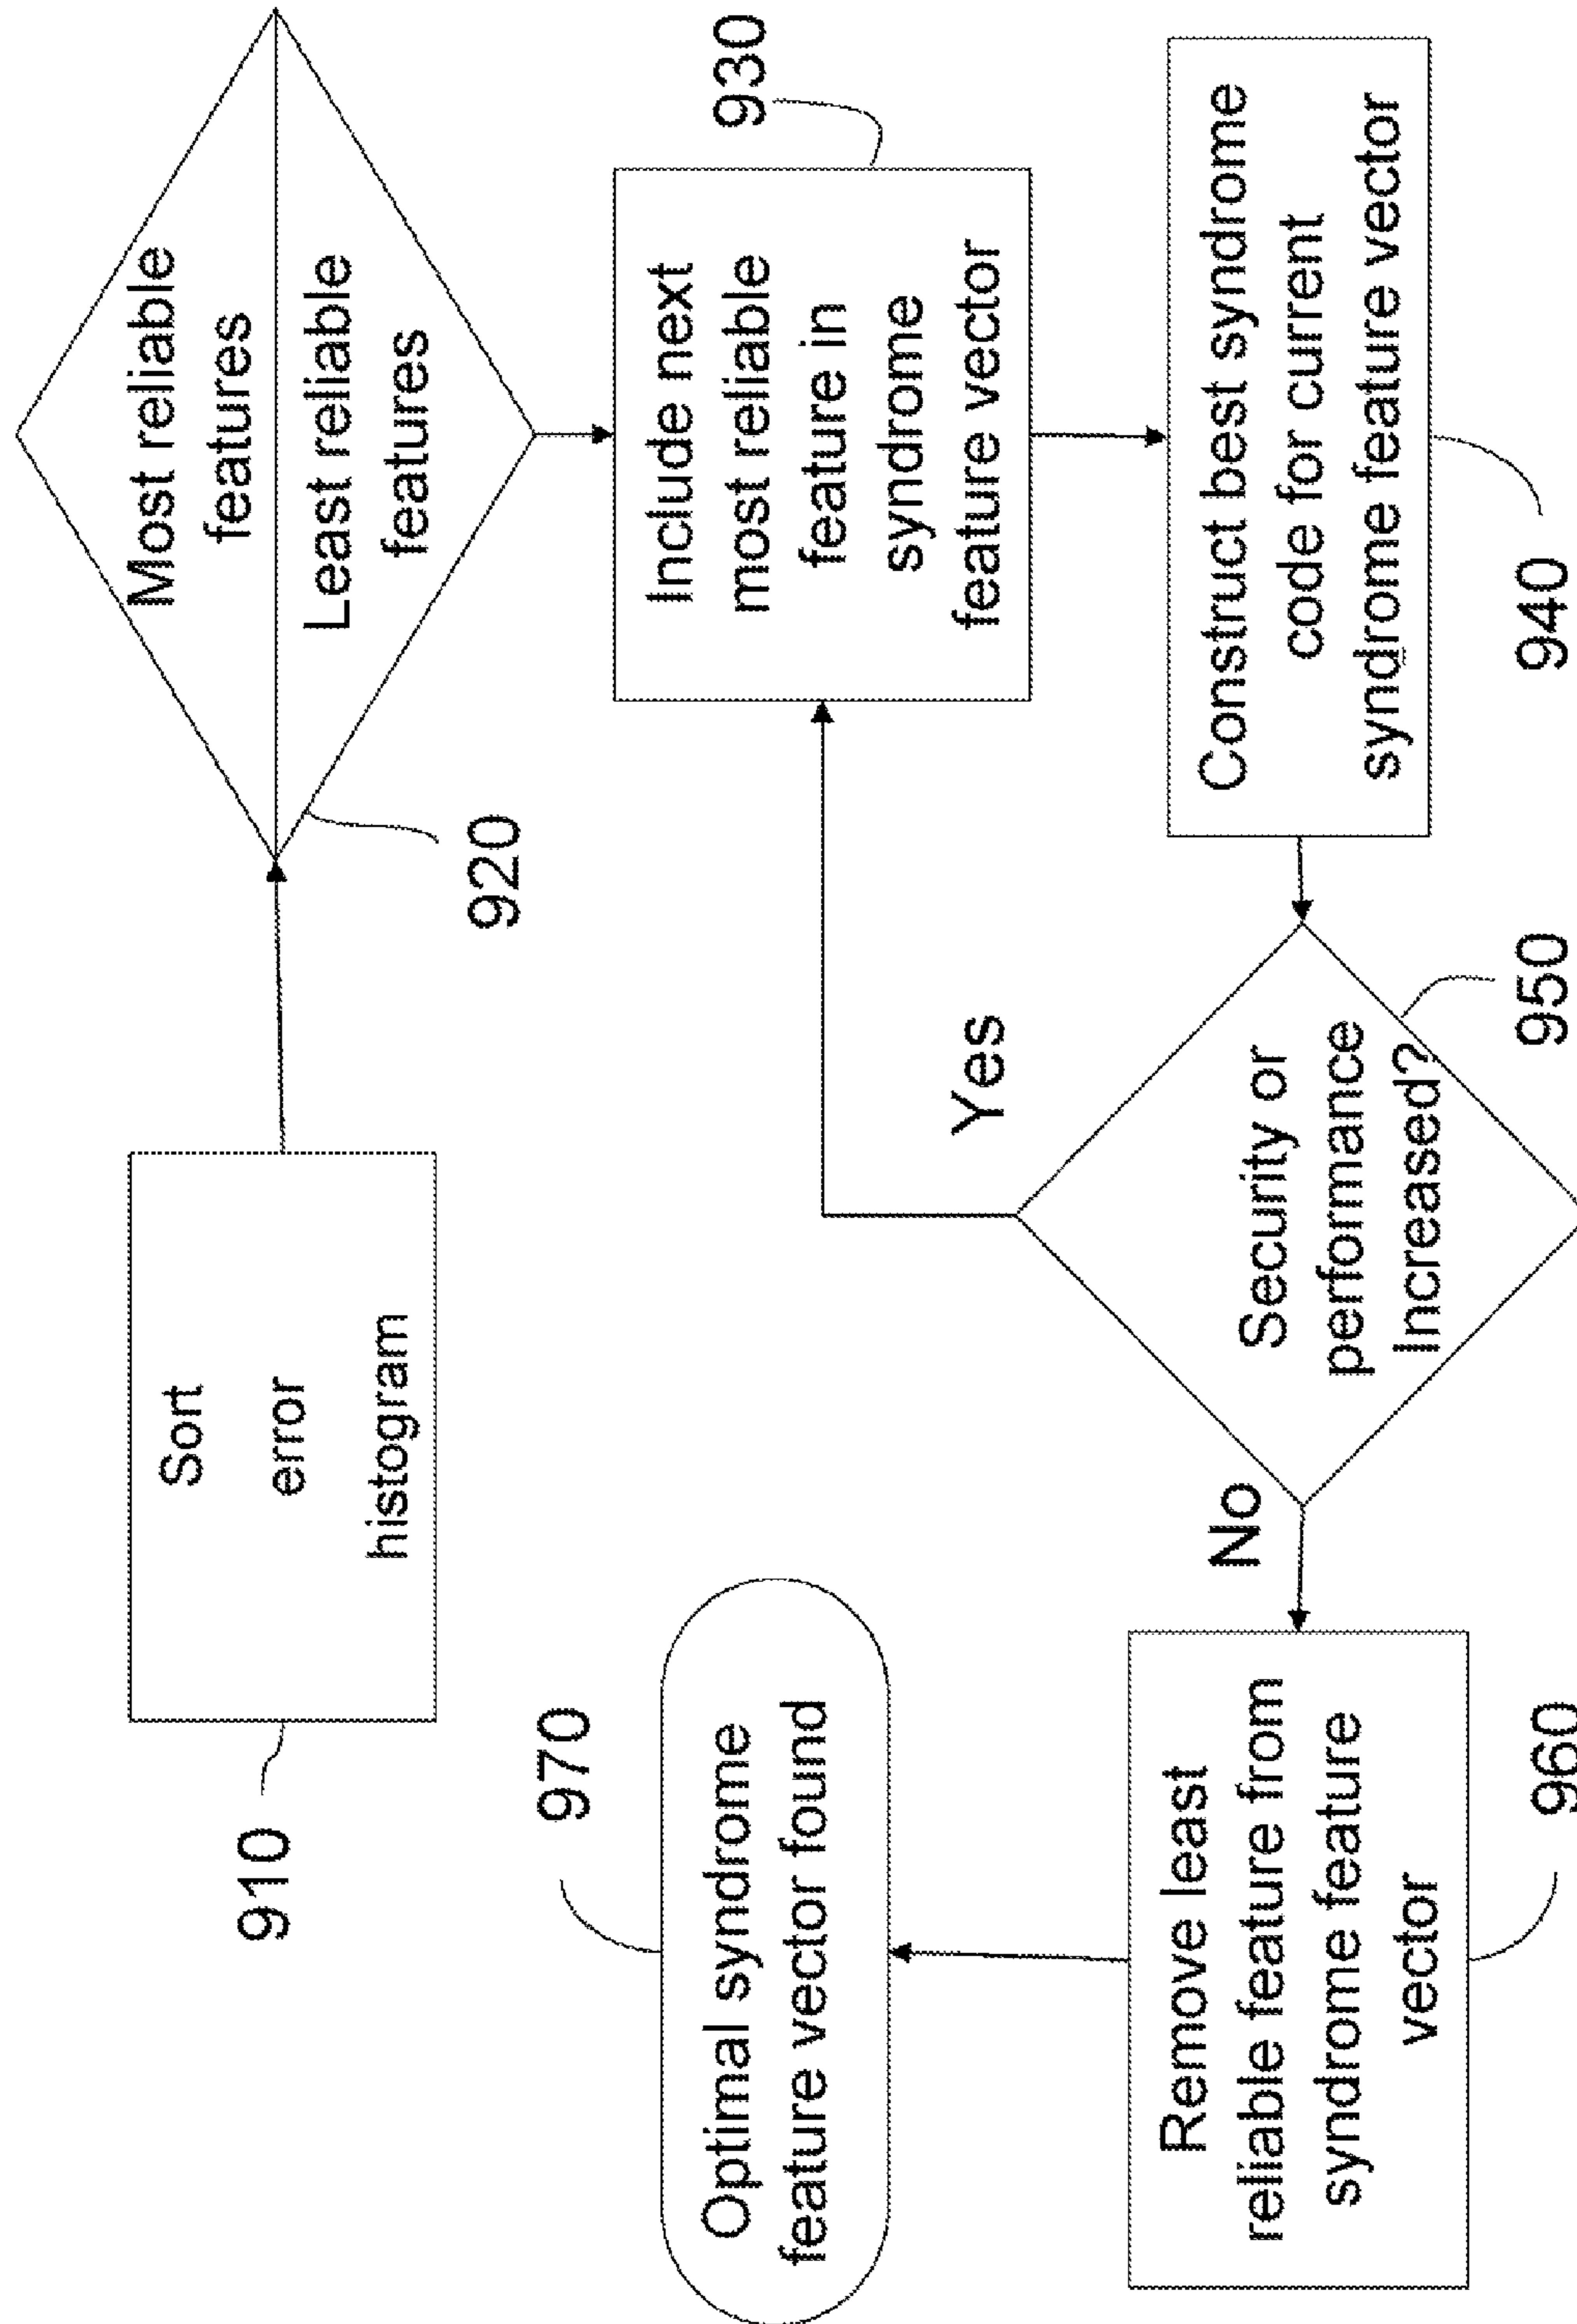 Sort
error
histogram
910
Most reliable
features
Least reliable
features
920
Include next
most reliable
feature in
syndrome
feature vector
930
Construct best syndrome
code for current
syndrome feature vector
940
Security or
performance
Increased?
950
Yes
No
Remove least
reliable feature from
syndrome feature
vector
960
Optimal syndrome
feature vector found
970